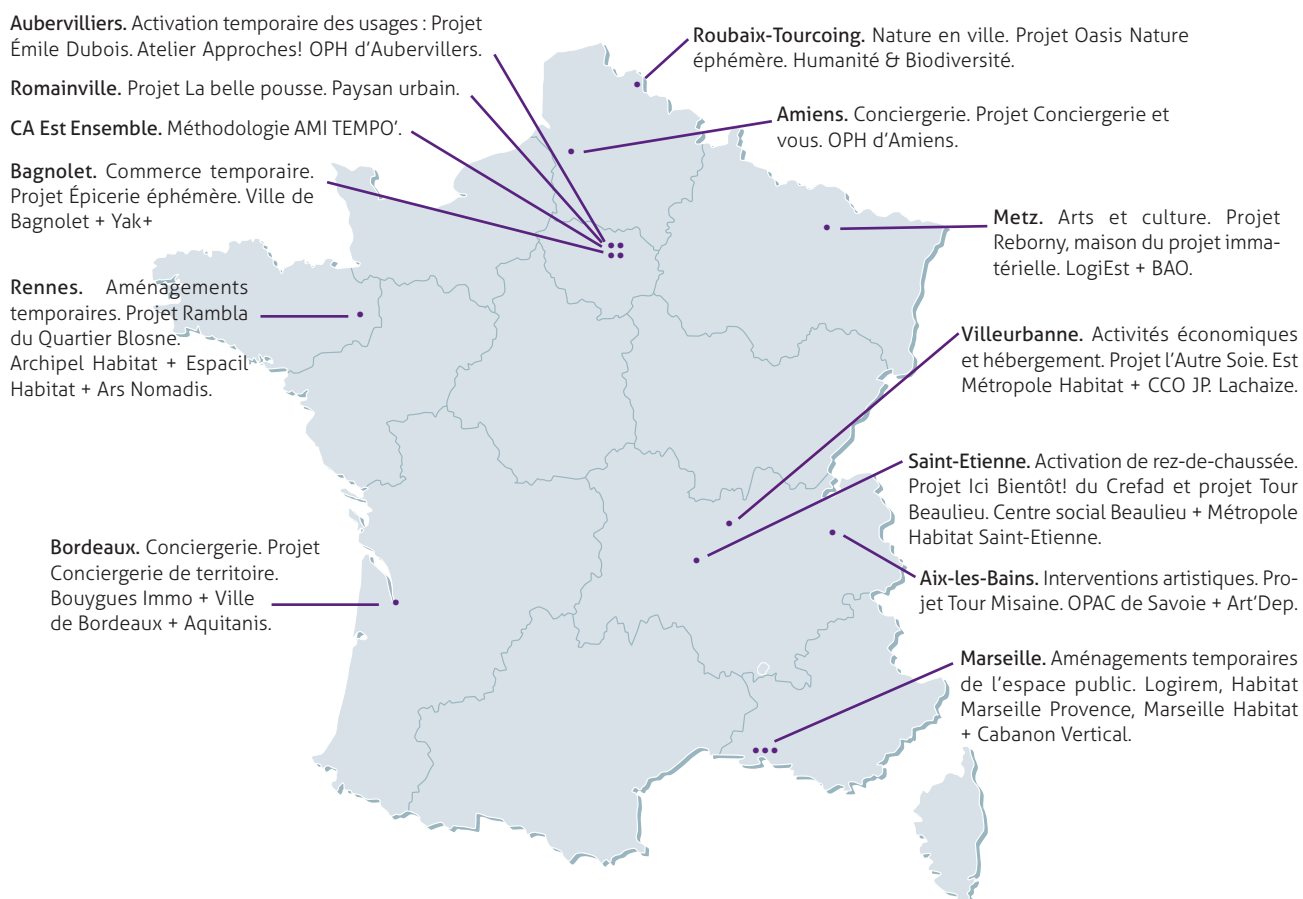 Aubervilliers. Activation temporaire des usages : Projet
Émile Dubois. Atelier Approches! OPH d'Aubervillers.
Romainville. Projet La belle pousse. Paysan urbain.
CA Est Ensemble. Méthodologie AMI TEMPO'.
Bagnolet. Commerce temporaire.
Projet Épicerie éphémère. Ville de
Bagnolet + Yak+
Rennes. Aménagements
temporaires. Projet Rambla
du Quartier Blosne.
Archipel Habitat + Espacil
Habitat + Ars Nomadis.
Bordeaux. Conciergerie. Projet
Conciergerie de territoire.
Bouygues Immo + Ville
de Bordeaux + Aquitanis.
Roubaix-Tourcoing. Nature en ville. Projet Oasis Nature
éphémère. Humanité & Biodiversité.
Amiens. Conciergerie. Projet Conciergerie et
vous. OPH d'Amiens.
Metz. Arts et culture. Projet
Reborny, maison du projet imma-
térielle. LogiEst + BAO.
Villeurbanne. Activités économiques
et hébergement. Projet l'Autre Soie. Est
Métropole Habitat + CCO JP. Lachaize.
Saint-Etienne. Activation de rez-de-chaussée.
Projet Ici Bientôt! du Crefad et projet Tour
Beaulieu. Centre social Beaulieu + Métropole
Habitat Saint-Etienne.
Aix-les-Bains. Interventions artistiques. Pro-
jet Tour Misaine. OPAC de Savoie + Art'Dep.
Marseille. Aménagements temporaires
de l'espace public. Logirem, Habitat
Marseille Provence, Marseille Habitat
+ Cabanon Vertical.